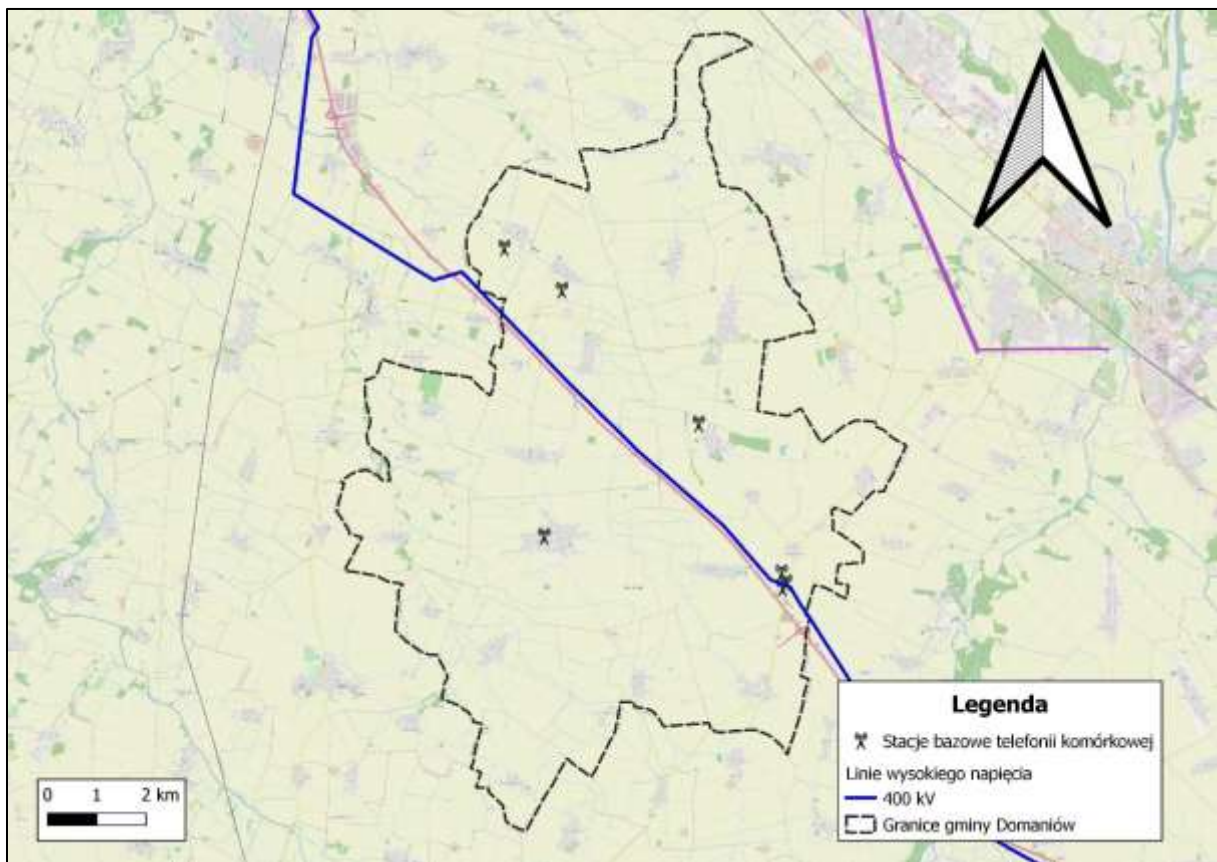 Legenda
Stacje bazowe telefonii komórkowej
Linie wysokiego napięcia
400 kV
Granice gminy Domaniów
0 1 2 km